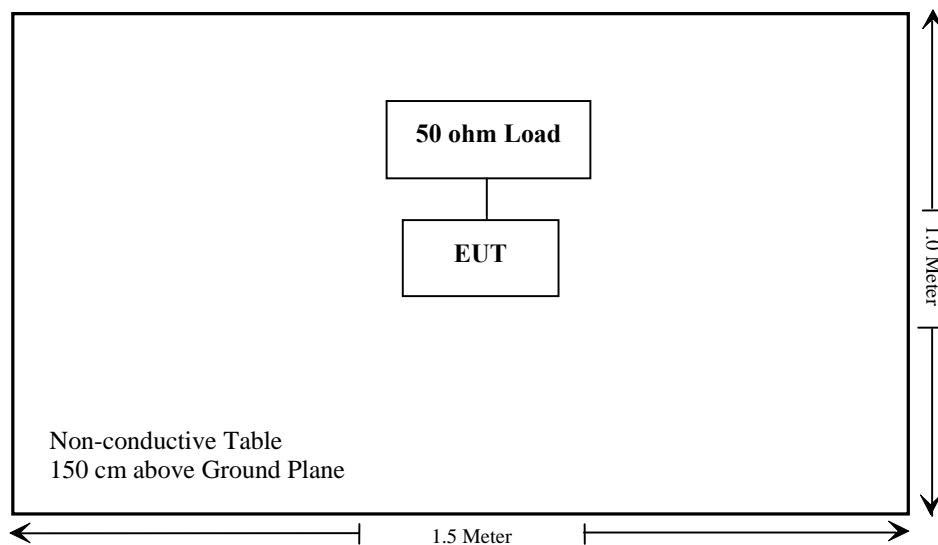 50 ohm Load
EUT
1.0 Meter
Non-conductive Table
150 cm above Ground Plane
1.5 Meter